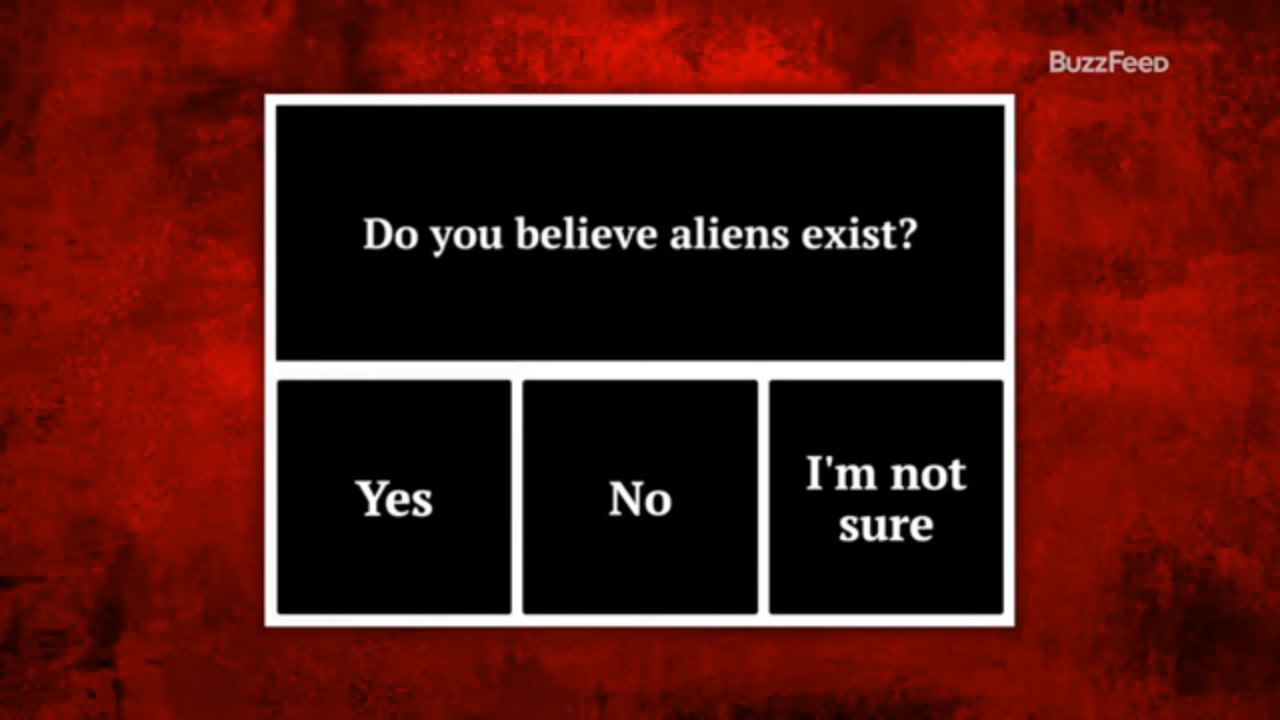 BuzzFeed
Do you believe aliens exist?
Yes
No
I'm not
sure